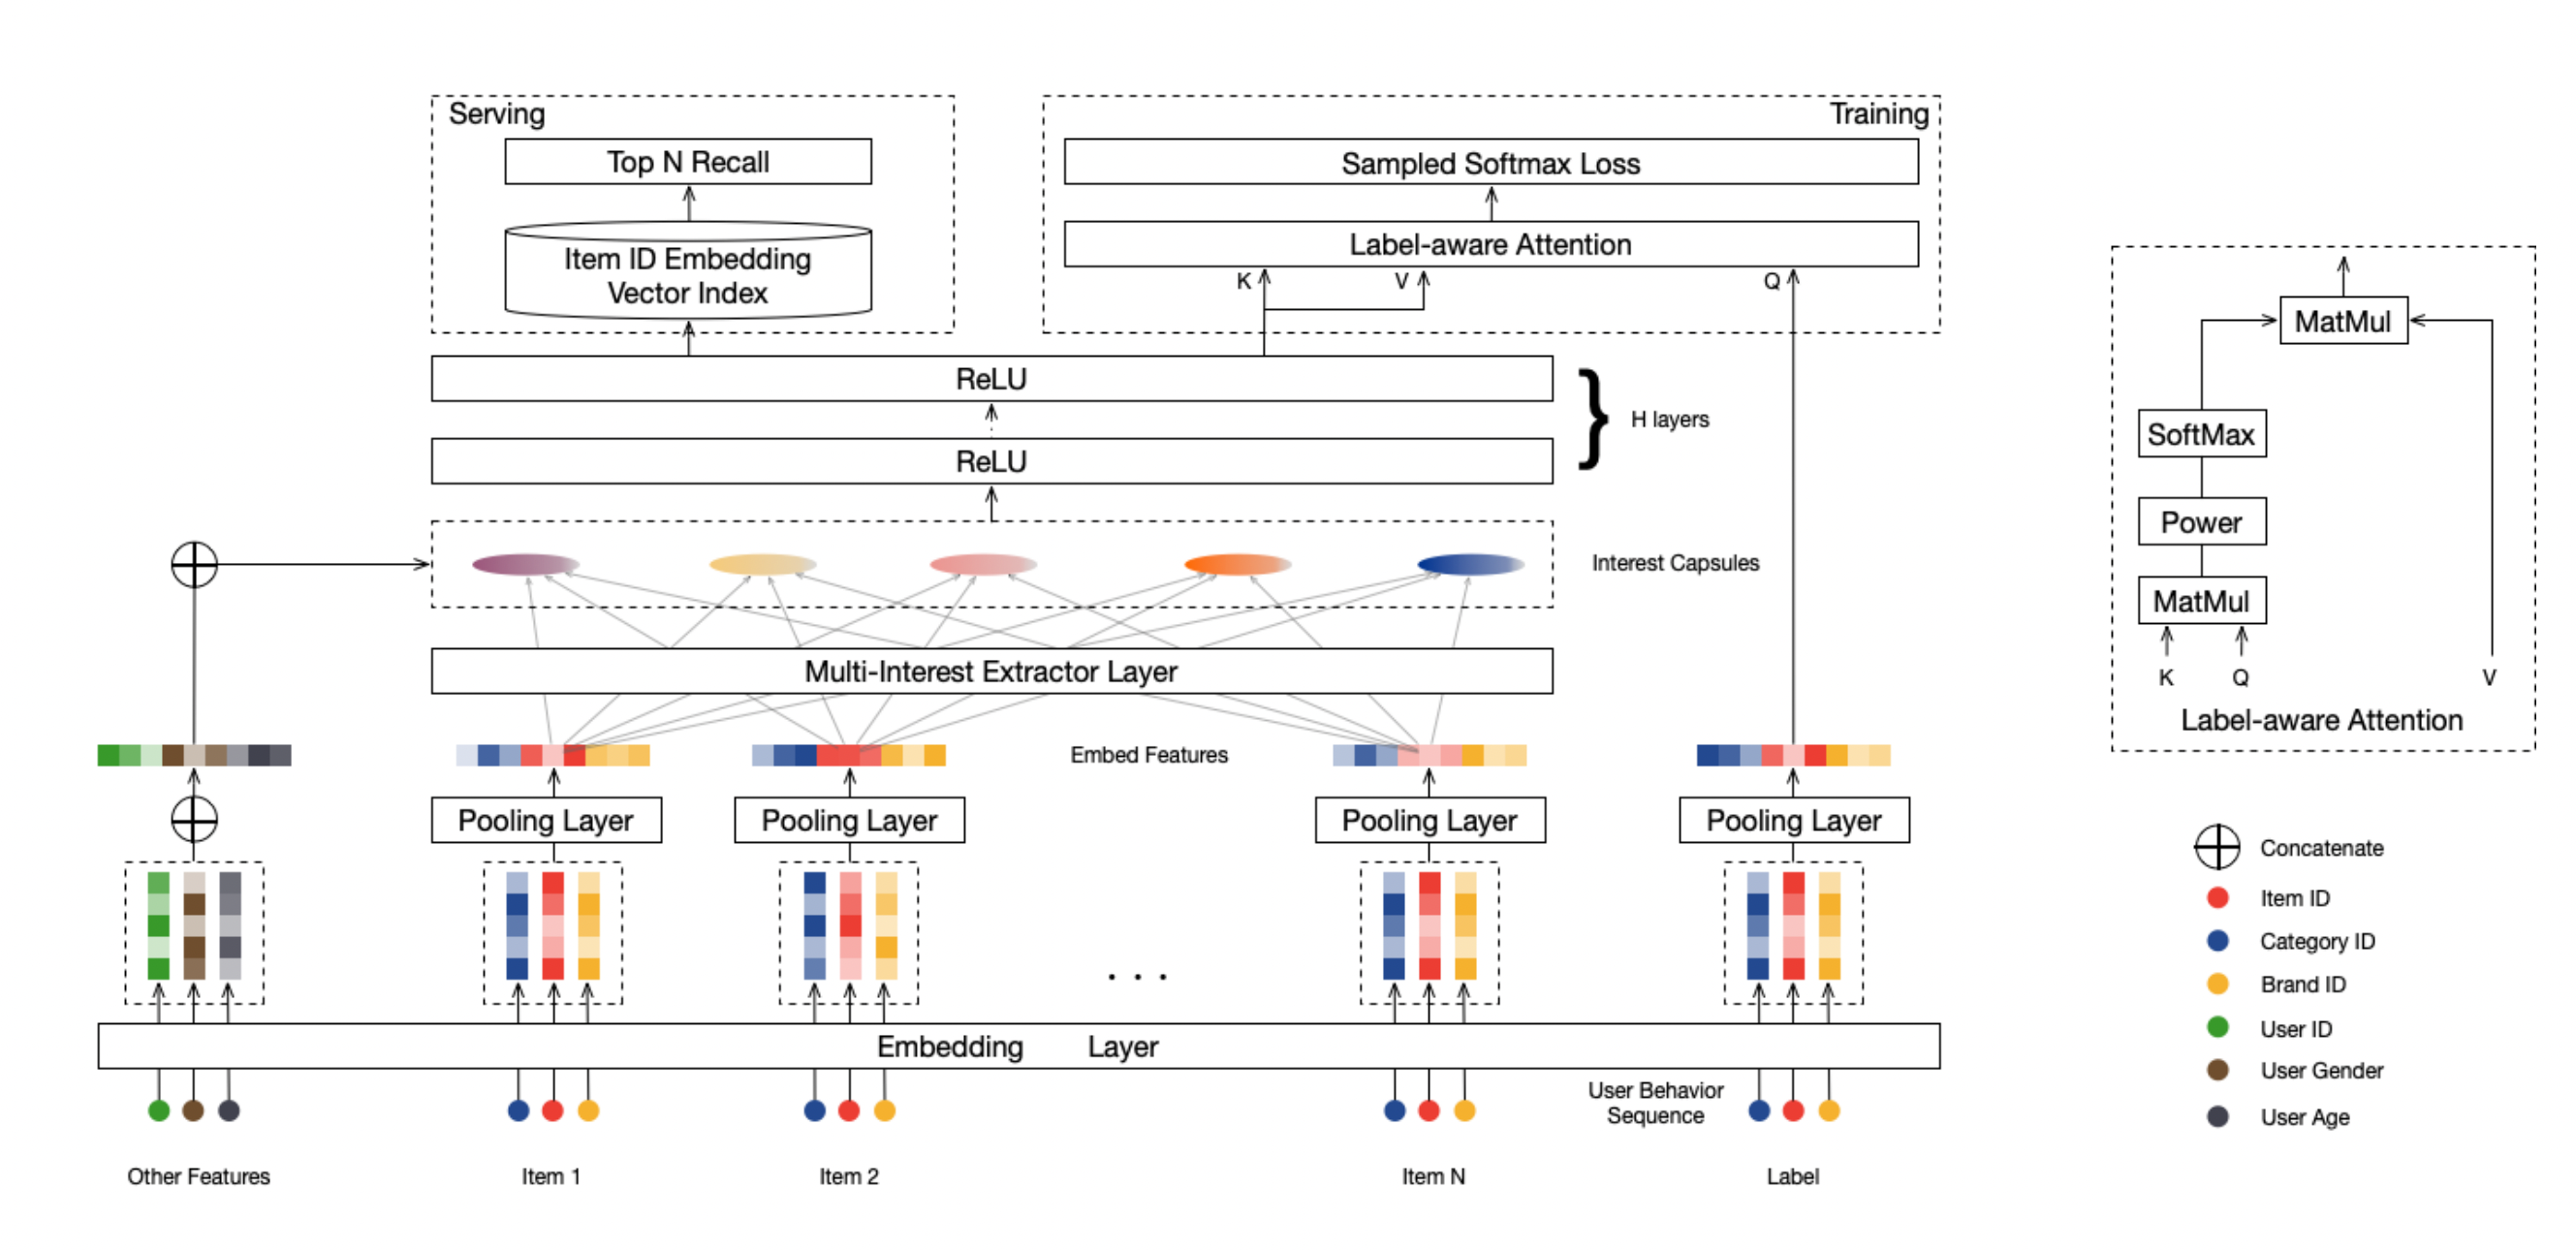 Serving
Training
Top N Recall
Sampled Softmax Loss
Item ID Embedding
Vector Index
Label-aware Attention
K
V
Q
ReLU
H layers
ReLU
Interest Capsules
Multi-Interest Extractor Layer
Embed Features
Pooling Layer
Pooling Layer
Pooling Layer
Pooling Layer
. . .
Embedding Layer
User Behavior
Sequence
Other Features
Item 1
Item 2
Item N
Label
MatMul
SoftMax
Power
MatMul
K
Q
V
Label-aware Attention
Concatenate
Item ID
Category ID
Brand ID
User ID
User Gender
User Age